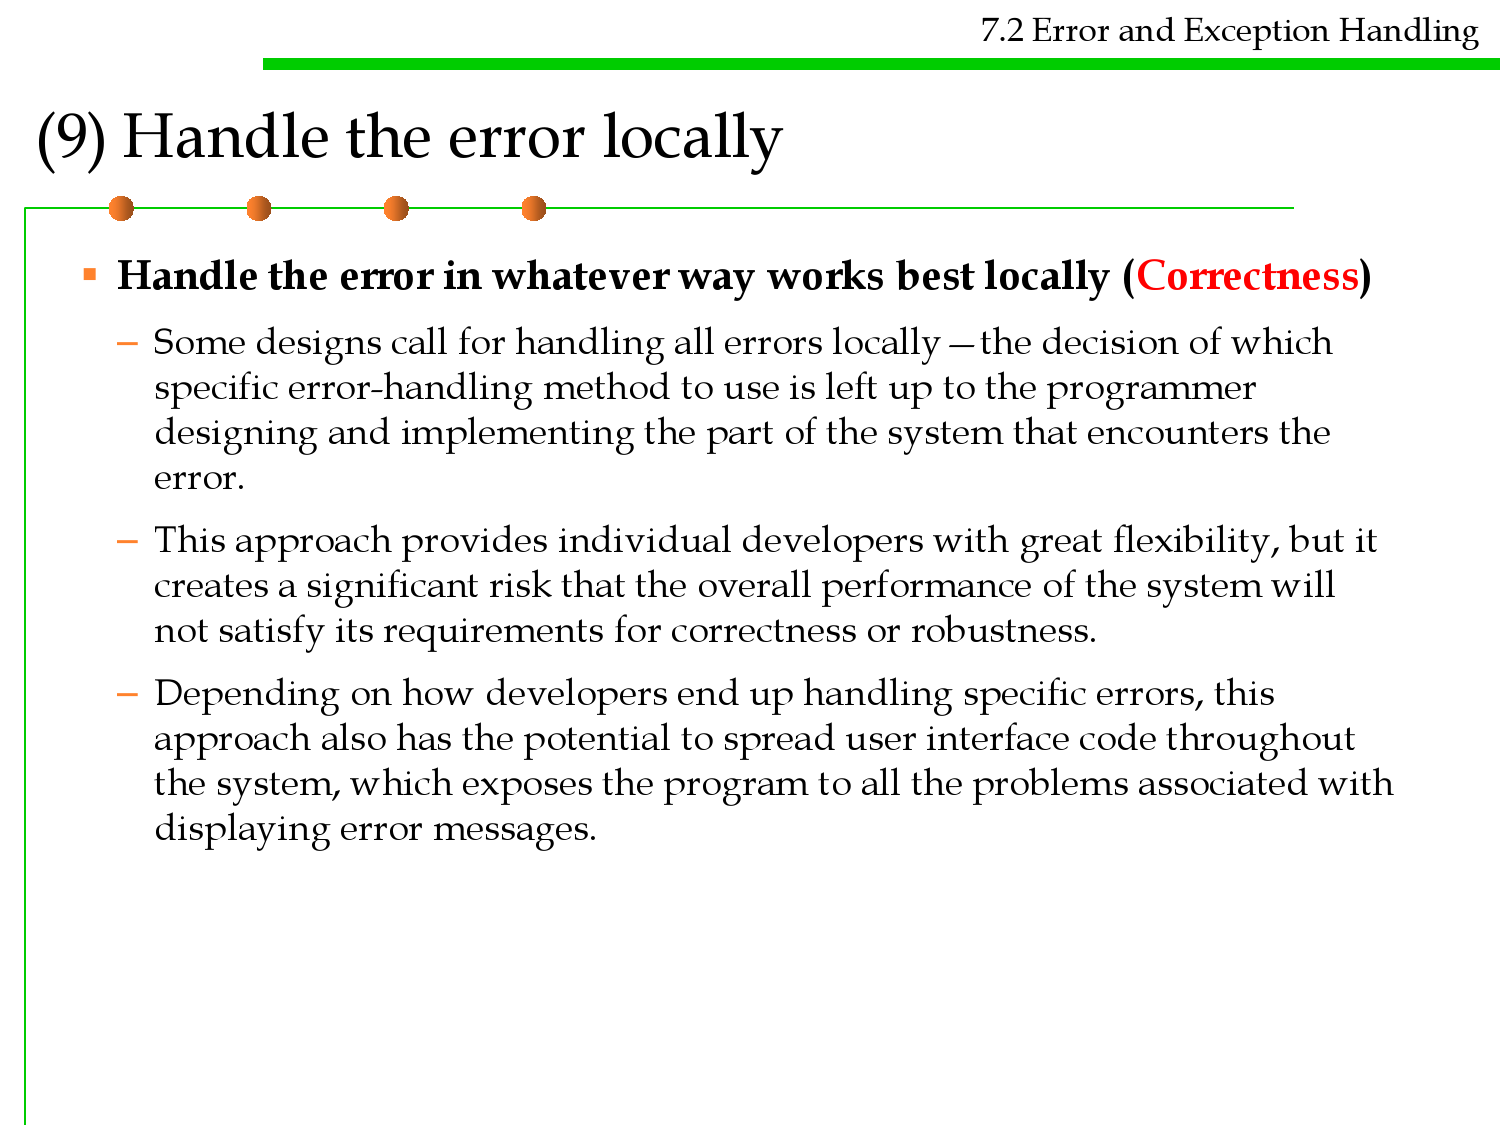 7.2 Error and Exception Handling
(9) Handle the error locally
▪ Handle the error in whatever way works best locally (Correctness)
– Some designs call for handling all errors locally—the decision of which
specific error-handling method to use is left up to the programmer
designing and implementing the part of the system that encounters the
error.
– This approach provides individual developers with great flexibility, but it
creates a significant risk that the overall performance of the system will
not satisfy its requirements for correctness or robustness.
– Depending on how developers end up handling specific errors, this
approach also has the potential to spread user interface code throughout
the system, which exposes the program to all the problems associated with
displaying error messages.